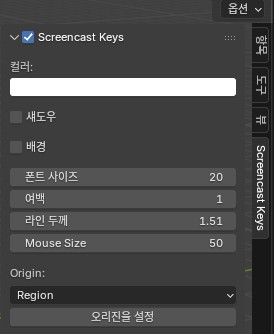 옵션
Screencast Keys
컬러:
섀도우
배경
폰트 사이즈 20
여백 1
라인 두께 1.51
Mouse Size 50
Origin:
Region
오리진을 설정
항목
도구
뷰
Screencast Keys